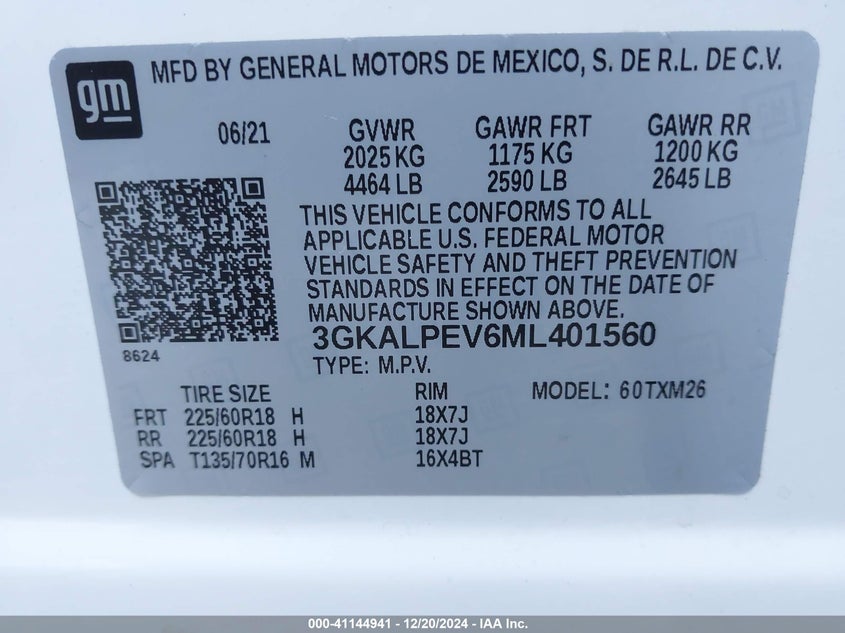 gm
MFD BY GENERAL MOTORS DE MEXICO, S. DE R.L. DE C.V.
06/21 GVWR GAWR FRT GAWR RR
2025 KG 1175 KG 1200 KG
4464 LB 2590 LB 2645 LB
THIS VEHICLE CONFORMS TO ALL
APPLICABLE U.S. FEDERAL MOTOR
VEHICLE SAFETY AND THEFT PREVENTION
STANDARDS IN EFFECT ON THE DATE OF
MANUFACTURE SHOWN ABOVE.
3GKALPEV6ML401560
8624
TYPE: M.P.V.
TIRE SIZE RIM MODEL: 60TXM26
FRT 225/60R18 H 18X7J
RR 225/60R18 H 18X7J
SPA T135/70R16 M 16X4BT
000-41144941 - 12/20/2024 - IAA Inc.